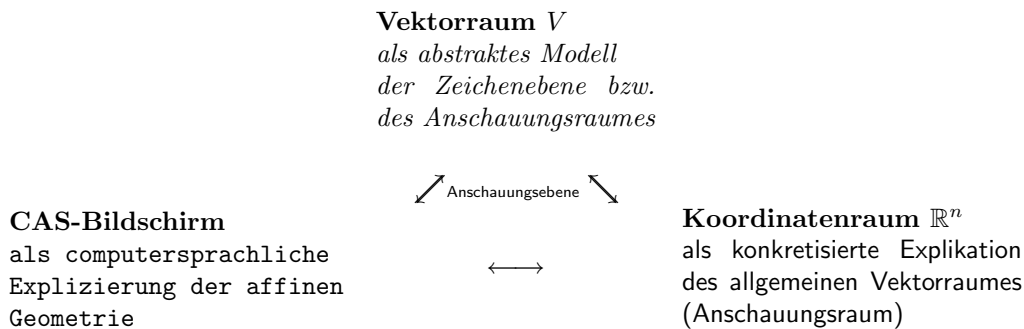 Vektorraum V
als abstraktes Modell
der Zeichenebene bzw.
des Anschauungsraumes
Anschauungsebene
CAS-Bildschirm
als computersprachliche
Explizierung der affinen
Geometrie
Koordinatenraum ℝⁿ
als konkretisierte Explikation
des allgemeinen Vektorraumes
(Anschauungsraum)